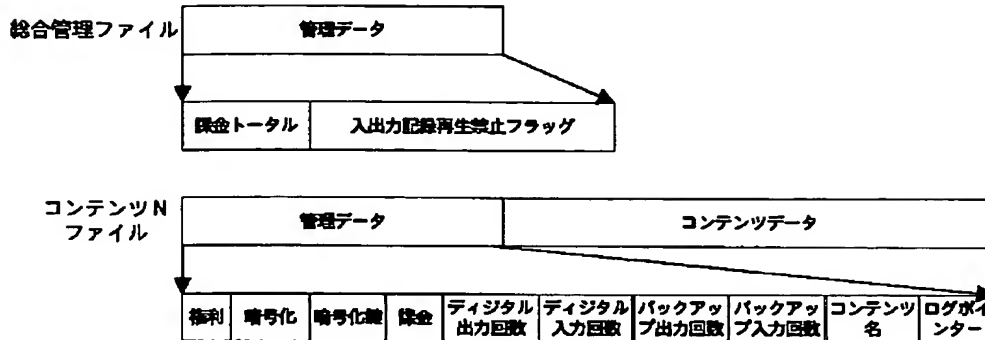 総合管理ファイル
管理データ
課金トータル
入出力記録再生禁止フラッグ
コンテンツN
ファイル
管理データ
コンテンツデータ
権利
暗号化
暗号化鍵
課金
ディジタル
出力回数
ディジタル
入力回数
バックアッ
プ出力回数
バックアッ
プ入力回数
コンテンツ
名
ログポイ
ンター